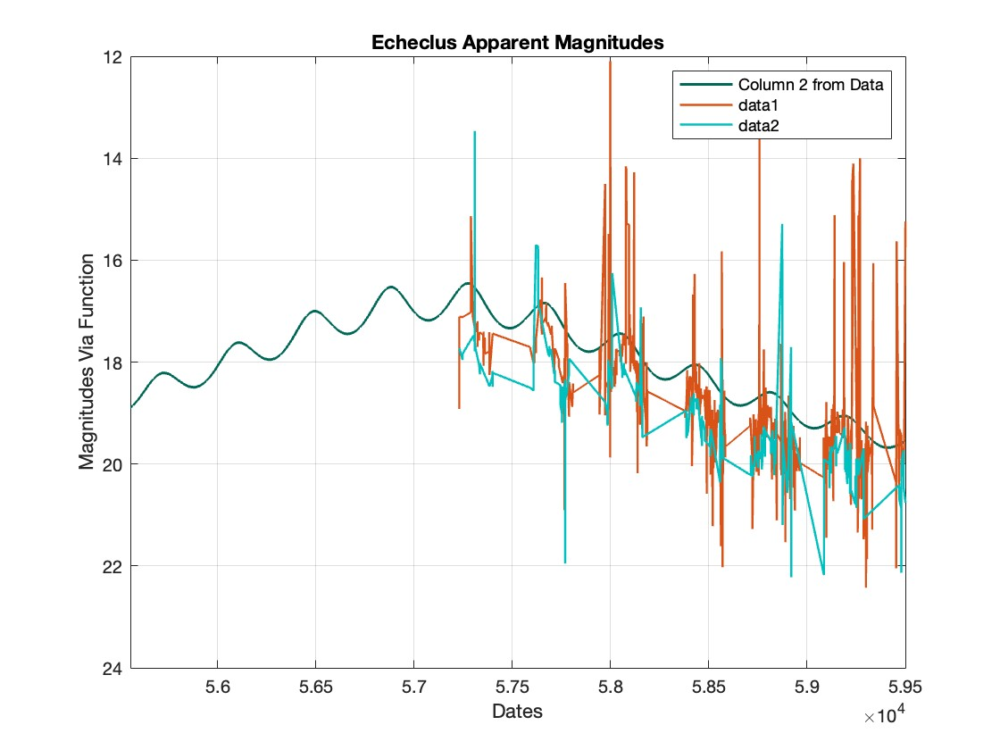 Echeclus Apparent Magnitudes
Column 2 from Data
data1
data2
Magnitudes Via Function
12
14
16
18
20
22
24
5.6
5.65
5.7
5.75
5.8
5.85
5.9
5.95
Dates
×10^4